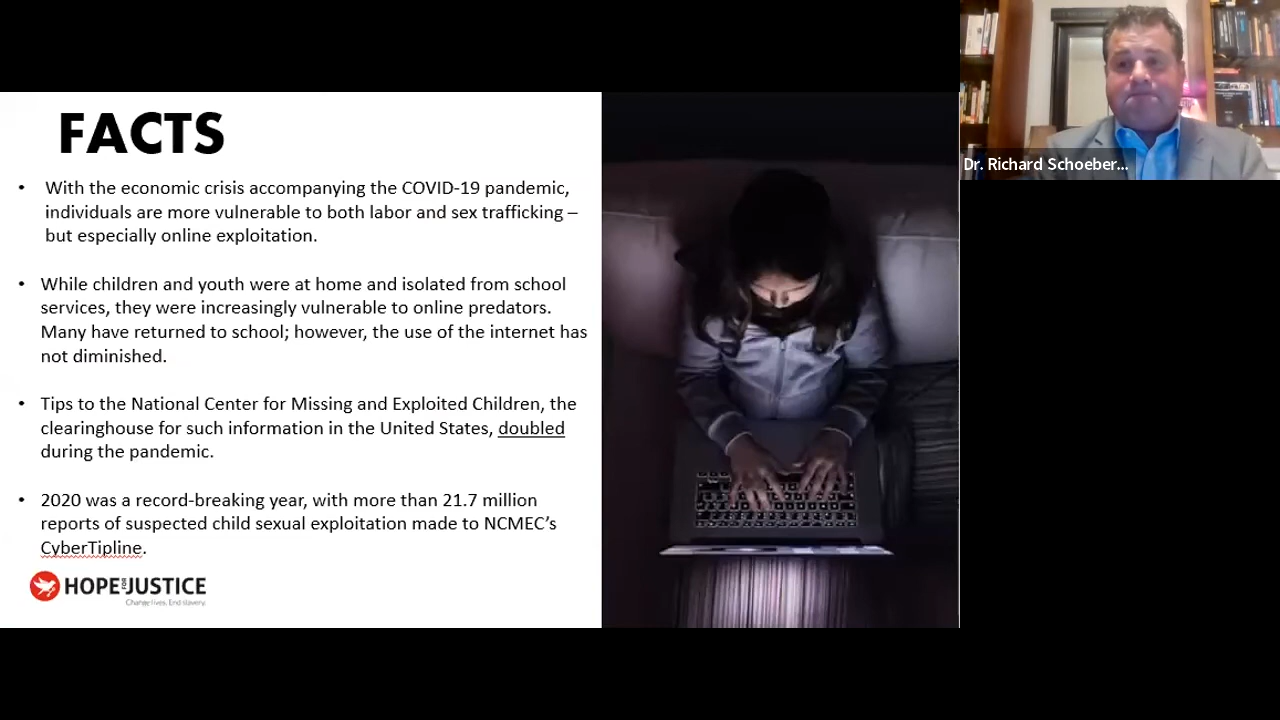 FACTS
• With the economic crisis accompanying the COVID-19 pandemic,
individuals are more vulnerable to both labor and sex trafficking –
but especially online exploitation.
• While children and youth were at home and isolated from school
services, they were increasingly vulnerable to online predators.
Many have returned to school; however, the use of the internet has
not diminished.
• Tips to the National Center for Missing and Exploited Children, the
clearinghouse for such information in the United States, doubled
during the pandemic.
• 2020 was a record-breaking year, with more than 21.7 million
reports of suspected child sexual exploitation made to NCMEC’s
CyberTipline.
HOPE FOR JUSTICE
Change lives. End slavery.
Dr. Richard Schoeber...